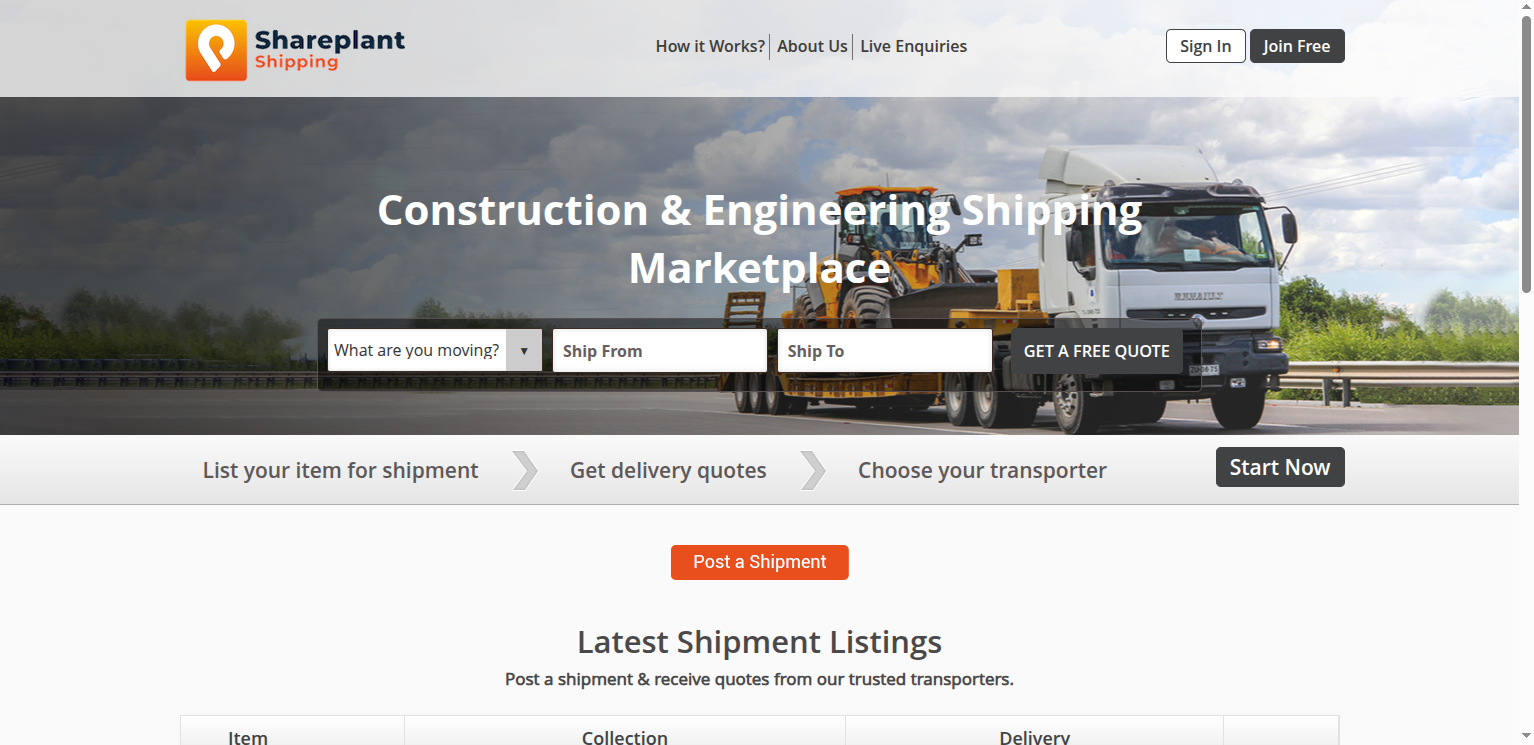 Shareplant
Shipping
How it Works?
About Us
Live Enquiries
Sign In
Join Free
Construction & Engineering Shipping
Marketplace
What are you moving?
Ship From
Ship To
GET A FREE QUOTE
RENAULT
List your item for shipment
Get delivery quotes
Choose your transporter
Start Now
Post a Shipment
Latest Shipment Listings
Post a shipment & receive quotes from our trusted transporters.
Item
Collection
Delivery